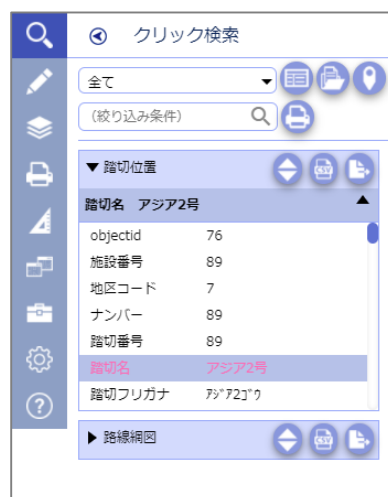 クリック検索
全て
(絞り込み条件)
▼ 踏切位置
CSV
踏切名 アジア2号
objectid 76
施設番号 89
地区コード 7
ナンバー 89
踏切番号 89
踏切名 アジア2号
踏切フリガナ ｱｼﾞｱ2ｺﾞｳ
▶ 路線網図
CSV